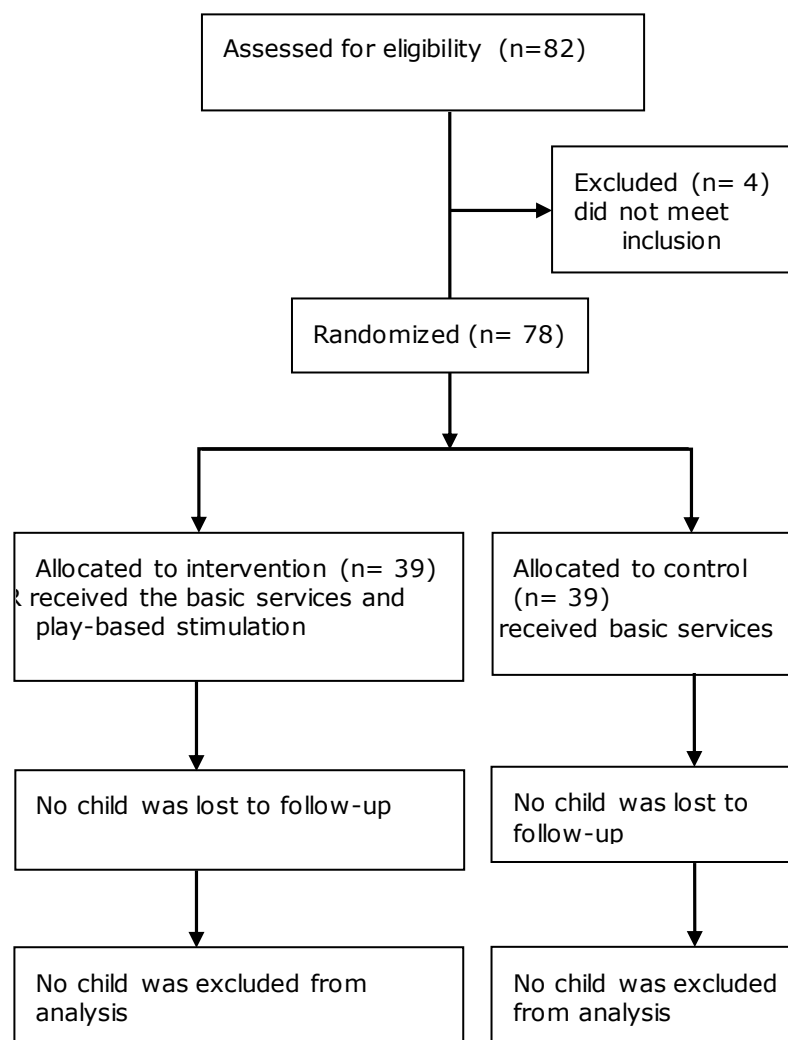 Assessed for eligibility (n=82)
Excluded (n= 4)
did not meet
inclusion
Randomized (n= 78)
Allocated to intervention (n= 39)
received the basic services and
play-based stimulation
Allocated to control
(n= 39)
received basic services
No child was lost to follow-up
No child was lost to
follow-up
No child was excluded from
analysis
No child was excluded
from analysis